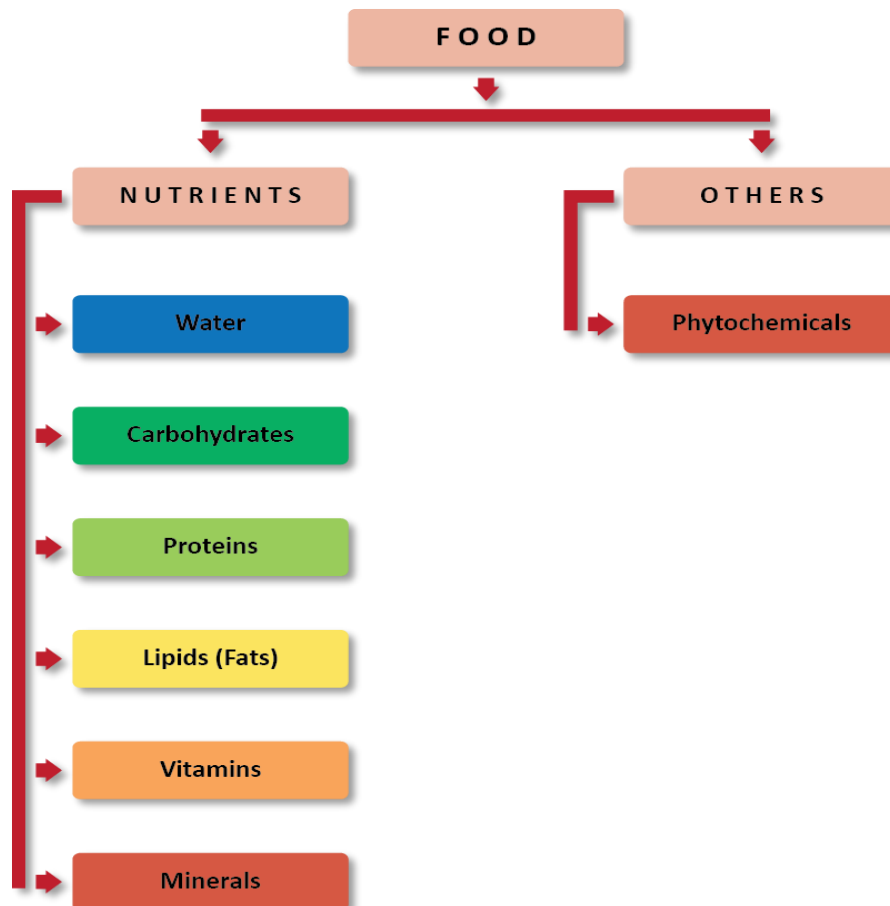 FOOD
NUTRIENTS
OTHERS
Water
Phytochemicals
Carbohydrates
Proteins
Lipids (Fats)
Vitamins
Minerals